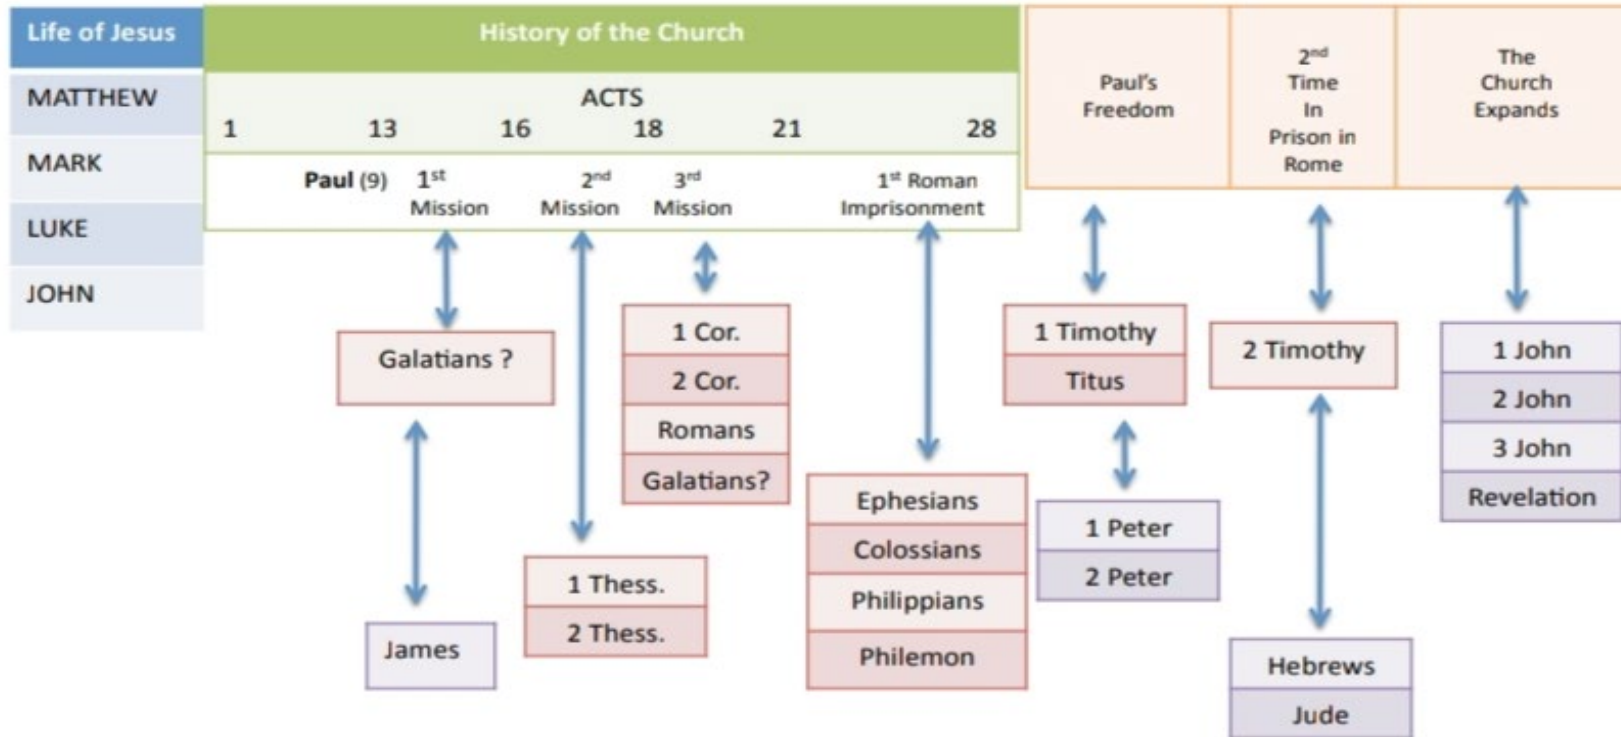 Life of Jesus
MATTHEW
MARK
LUKE
JOHN
History of the Church
ACTS
1 13 16 18 21 28
Paul (9)
1st
Mission
2nd
Mission
3rd
Mission
1st Roman
Imprisonment
Paul's
Freedom
2nd
Time
In
Prison in
Rome
The
Church
Expands
Galatians ?
James
1 Thess.
2 Thess.
1 Cor.
2 Cor.
Romans
Galatians?
Ephesians
Colossians
Philippians
Philemon
1 Timothy
Titus
1 Peter
2 Peter
2 Timothy
Hebrews
Jude
1 John
2 John
3 John
Revelation